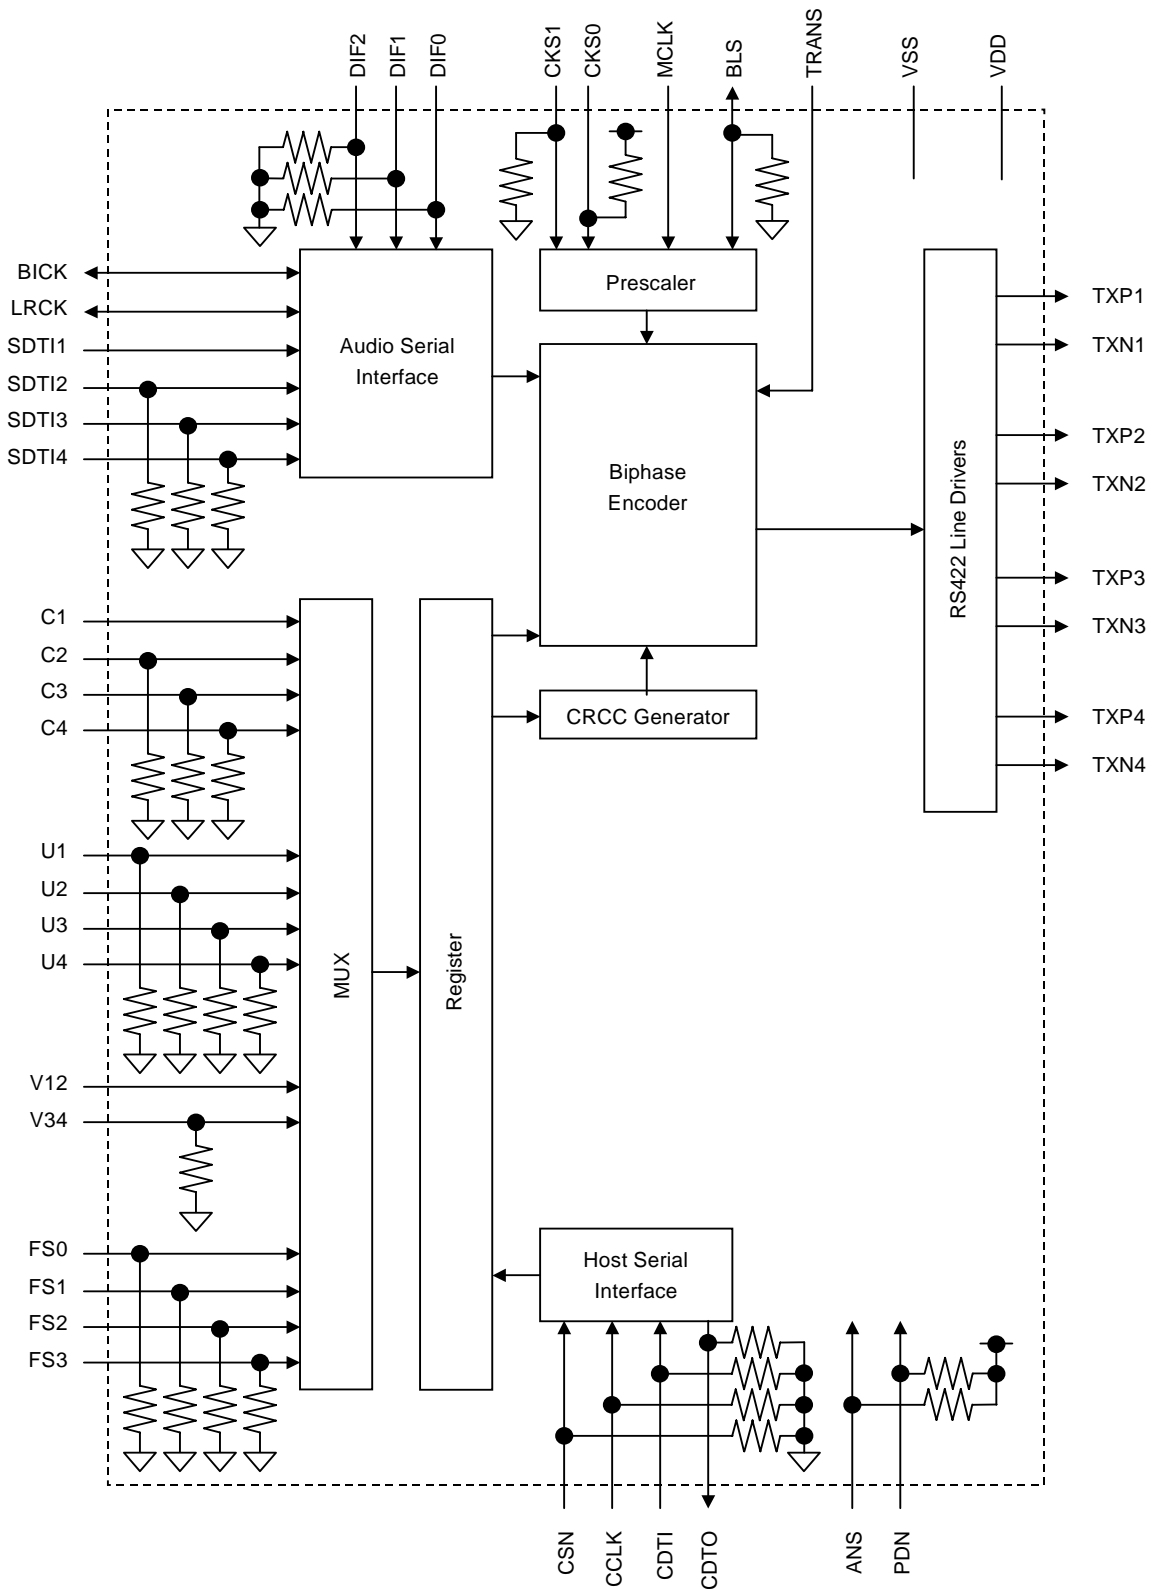 DIF2
DIF1
DIF0
CKS1
CKS0
MCLK
BLS
TRANS
VSS
VDD
BICK
LRCK
SDTI1
SDTI2
SDTI3
SDTI4
Audio Serial
Interface
Prescaler
Biphase
Encoder
RS422 Line Drivers
TXP1
TXN1
TXP2
TXN2
TXP3
TXN3
TXP4
TXN4
C1
C2
C3
C4
CRCC Generator
U1
U2
U3
U4
MUX
Register
V12
V34
FS0
FS1
FS2
FS3
Host Serial
Interface
CSN
CCLK
CDTI
CDTO
ANS
PDN